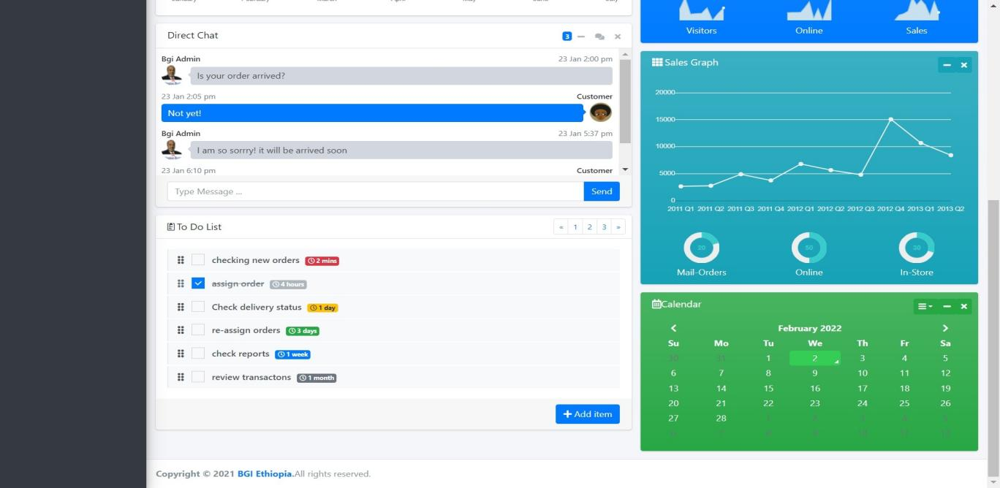 Direct Chat
3
Bgi Admin
23 Jan 2:00 pm
Is your order arrived?
23 Jan 2:05 pm
Customer
Not yet!
Bgi Admin
23 Jan 5:37 pm
I am so sorrry! it will be arrived soon
23 Jan 6:10 pm
Customer
Type Message ...
Send
To Do List
« 1 2 3 »
checking new orders 2 mins
assign order 4 hours
Check delivery status 1 day
re-assign orders 3 days
check reports 1 week
review transactons 1 month
+ Add item
Visitors Online Sales
Sales Graph
20000
15000
10000
5000
0
2011 Q1 2011 Q2 2011 Q3 2011 Q4 2012 Q1 2012 Q2 2012 Q3 2012 Q4 2013 Q1 2013 Q2
20 50 30
Mail-Orders Online In-Store
Calendar
February 2022
Su Mo Tu We Th Fr Sa
30 31 1 2 3 4 5
6 7 8 9 10 11 12
13 14 15 16 17 18 19
20 21 22 23 24 25 26
27 28 1 2 3 4 5
6 7 8 9 10 11 12
Copyright © 2021 BGI Ethiopia.All rights reserved.